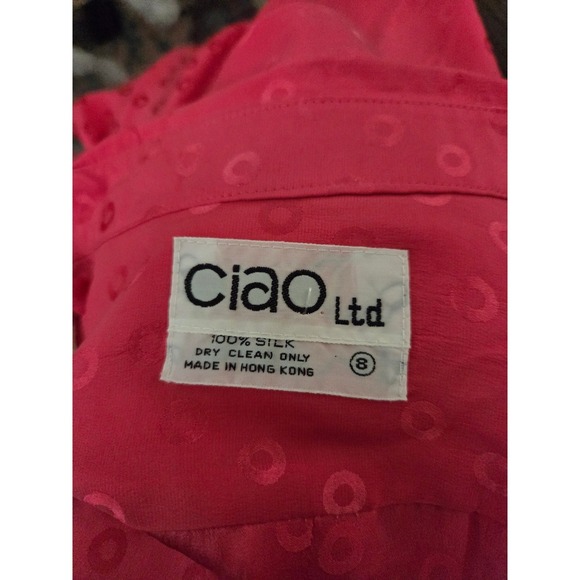 ciao Ltd
100% SILK
DRY CLEAN ONLY
MADE IN HONG KONG
8